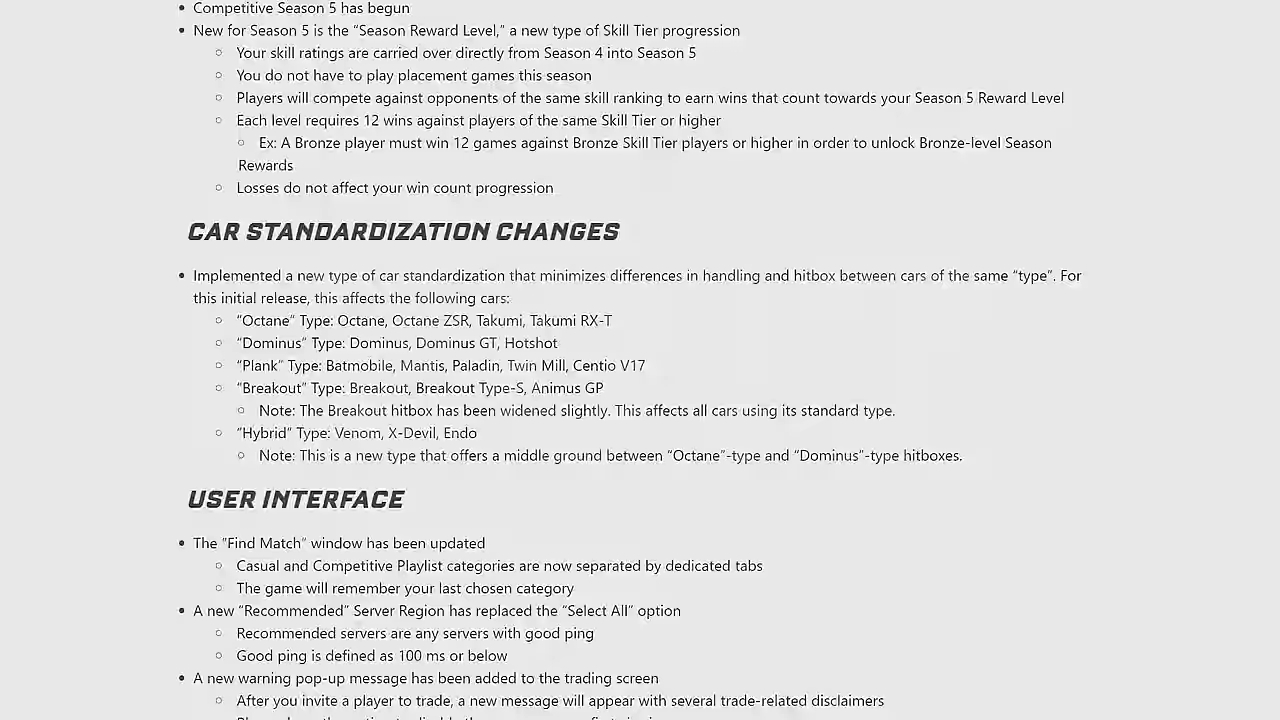 Competitive Season 5 has begun
New for Season 5 is the “Season Reward Level,” a new type of Skill Tier progression
Your skill ratings are carried over directly from Season 4 into Season 5
You do not have to play placement games this season
Players will compete against opponents of the same skill ranking to earn wins that count towards your Season 5 Reward Level
Each level requires 12 wins against players of the same Skill Tier or higher
Ex: A Bronze player must win 12 games against Bronze Skill Tier players or higher in order to unlock Bronze-level Season
Rewards
Losses do not affect your win count progression
CAR STANDARDIZATION CHANGES
Implemented a new type of car standardization that minimizes differences in handling and hitbox between cars of the same “type”. For
this initial release, this affects the following cars:
“Octane” Type: Octane, Octane ZSR, Takumi, Takumi RX-T
“Dominus” Type: Dominus, Dominus GT, Hotshot
“Plank” Type: Batmobile, Mantis, Paladin, Twin Mill, Centio V17
“Breakout” Type: Breakout, Breakout Type-S, Animus GP
Note: The Breakout hitbox has been widened slightly. This affects all cars using its standard type.
“Hybrid” Type: Venom, X-Devil, Endo
Note: This is a new type that offers a middle ground between “Octane”-type and “Dominus”-type hitboxes.
USER INTERFACE
The “Find Match” window has been updated
Casual and Competitive Playlist categories are now separated by dedicated tabs
The game will remember your last chosen category
A new “Recommended” Server Region has replaced the “Select All” option
Recommended servers are any servers with good ping
Good ping is defined as 100 ms or below
A new warning pop-up message has been added to the trading screen
After you invite a player to trade, a new message will appear with several trade-related disclaimers